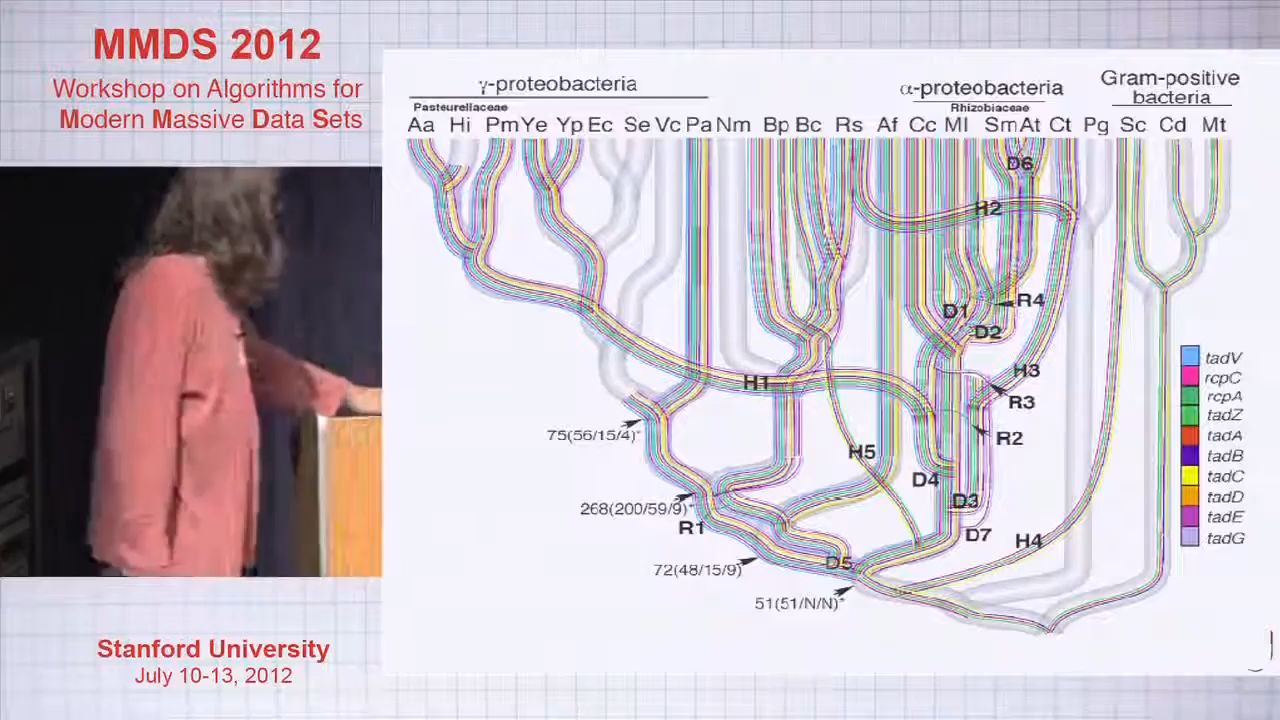 MMDS 2012
Workshop on Algorithms for
Modern Massive Data Sets
γ-proteobacteria
α-proteobacteria
Gram-positive
bacteria
Pasteurellaceae
Rhizobiaceae
Aa Hi Pm Ye Yp Ec Se Vc Pa Nm Bp Bc Rs Af Cc Ml Sm At Ct Pg Sc Cd Mt
D6
H2
R4
D1
D2
H3
H1
R3
75(56/15/4)*
R2
H5
D4
D3
268(200/59/9)*
R1
D7
H4
72(48/15/9)
D5
51(51/N/N)*
tadV
rcpC
rcpA
tadZ
tadA
tadB
tadC
tadD
tadE
tadG
Stanford University
July 10-13, 2012